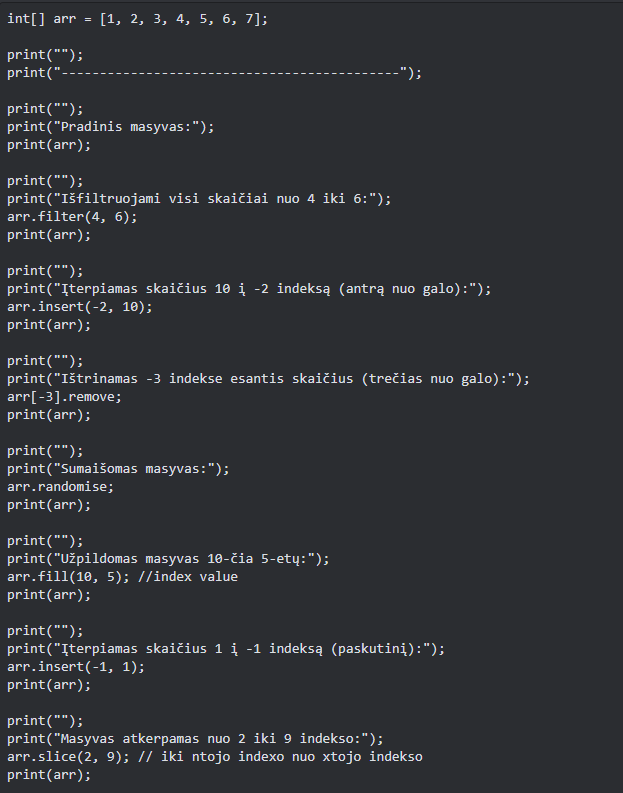 int[] arr = [1, 2, 3, 4, 5, 6, 7];
print("");
print("--------------------------------------------");
print("");
print("Pradinis masyvas:");
print(arr);
print("");
print("Išfiltruojami visi skaičiai nuo 4 iki 6:");
arr.filter(4, 6);
print(arr);
print("");
print("Įterpiamas skaičius 10 į -2 indeksą (antrą nuo galo):");
arr.insert(-2, 10);
print(arr);
print("");
print("Ištrinamas -3 indekse esantis skaičius (trečias nuo galo):");
arr[-3].remove;
print(arr);
print("");
print("Sumaišomas masyvas:");
arr.randomise;
print(arr);
print("");
print("Užpildomas masyvas 10-čia 5-etų:");
arr.fill(10, 5); //index value
print(arr);
print("");
print("Įterpiamas skaičius 1 į -1 indeksą (paskutinį):");
arr.insert(-1, 1);
print(arr);
print("");
print("Masyvas atkerpamas nuo 2 iki 9 indekso:");
arr.slice(2, 9); // iki ntojo indexo nuo xtojo indekso
print(arr);